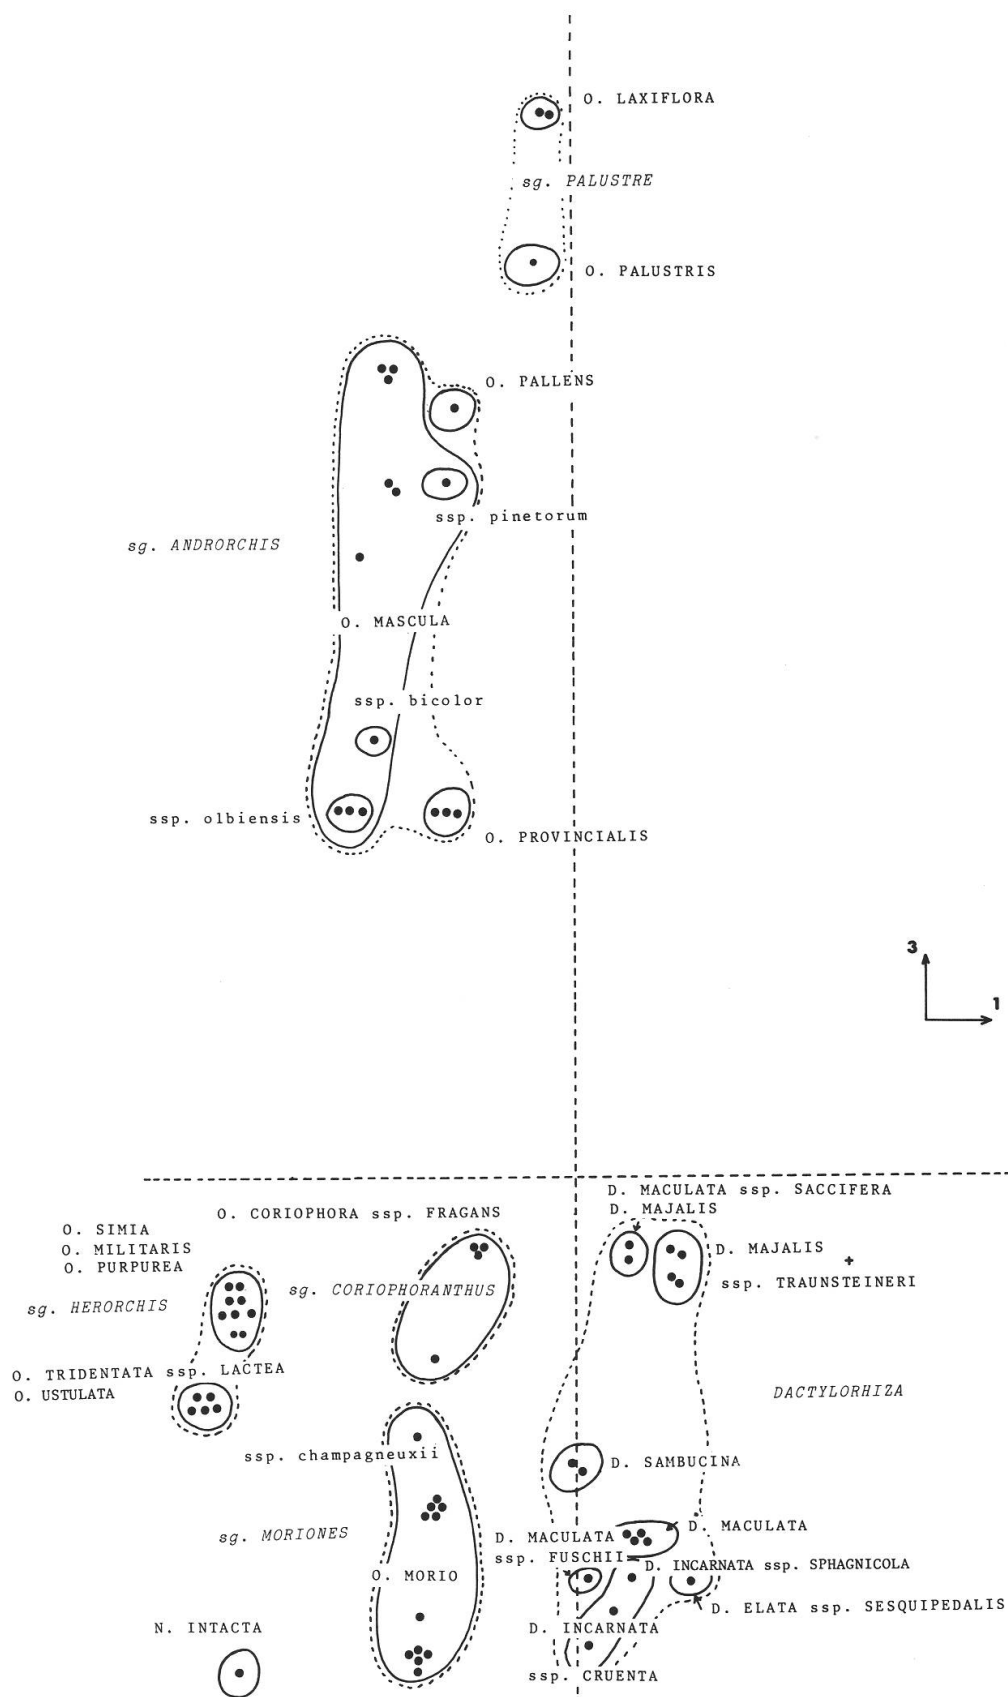 O. LAXIFLORA
sg. PALUSTRE
O. PALUSTRIS
O. PALLENS
ssp. pinetorum
sg. ANDRORCHIS
O. MASCULA
ssp. bicolor
ssp. olbiensis
O. PROVINCIALIS
3
1
D. MACULATA ssp. SACCIFERA
D. MAJALIS
O. CORIOPHORA ssp. FRAGANS
O. SIMIA
O. MILITARIS
O. PURPUREA
D. MAJALIS
+
ssp. TRAUNSTEINERI
sg. CORIOPHORANTHUS
sg. HERORCHIS
O. TRIDENTATA ssp. LACTEA
O. USTULATA
DACTYLORHIZA
ssp. champagneuxii
D. SAMBUCINA
sg. MORIONES
D. MACULATA
D. MACULATA
ssp. FUSCHII
D. INCARNATA ssp. SPHAGNICOLA
O. MORIO
D. ELATA ssp. SESQUIPEDALIS
N. INTACTA
D. INCARNATA
ssp. CRUENTA